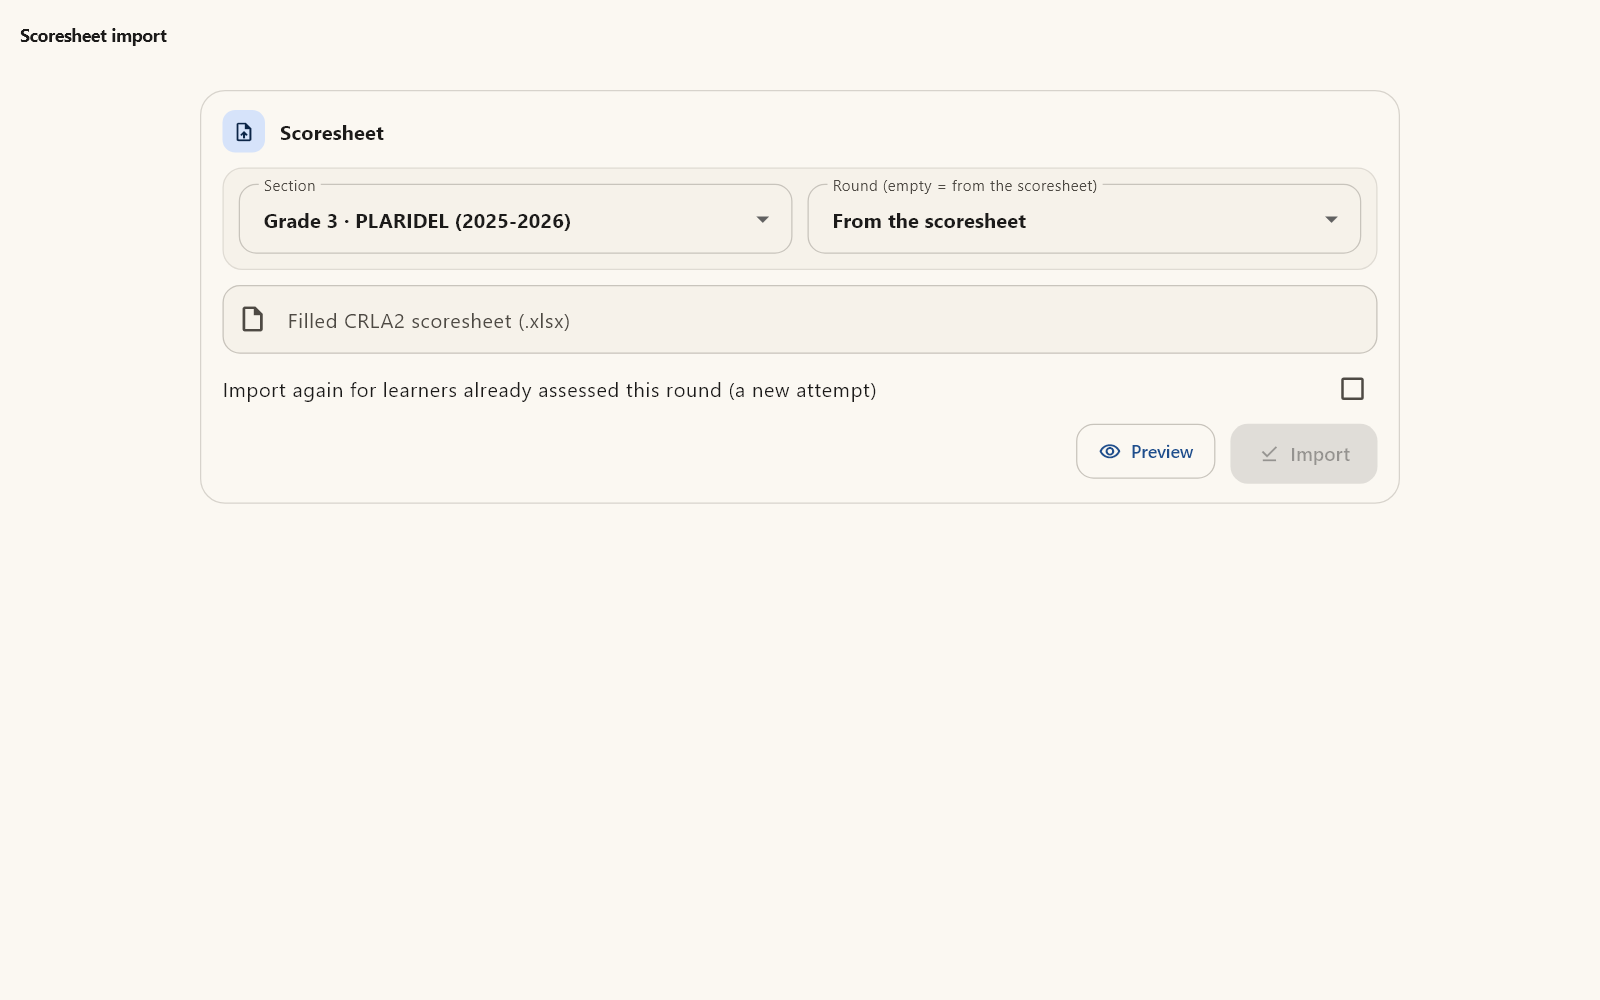 Scoresheet import
Scoresheet
Section
Grade 3 · PLARIDEL (2025-2026)
Round (empty = from the scoresheet)
From the scoresheet
Filled CRLA2 scoresheet (.xlsx)
Import again for learners already assessed this round (a new attempt)
Preview
Import